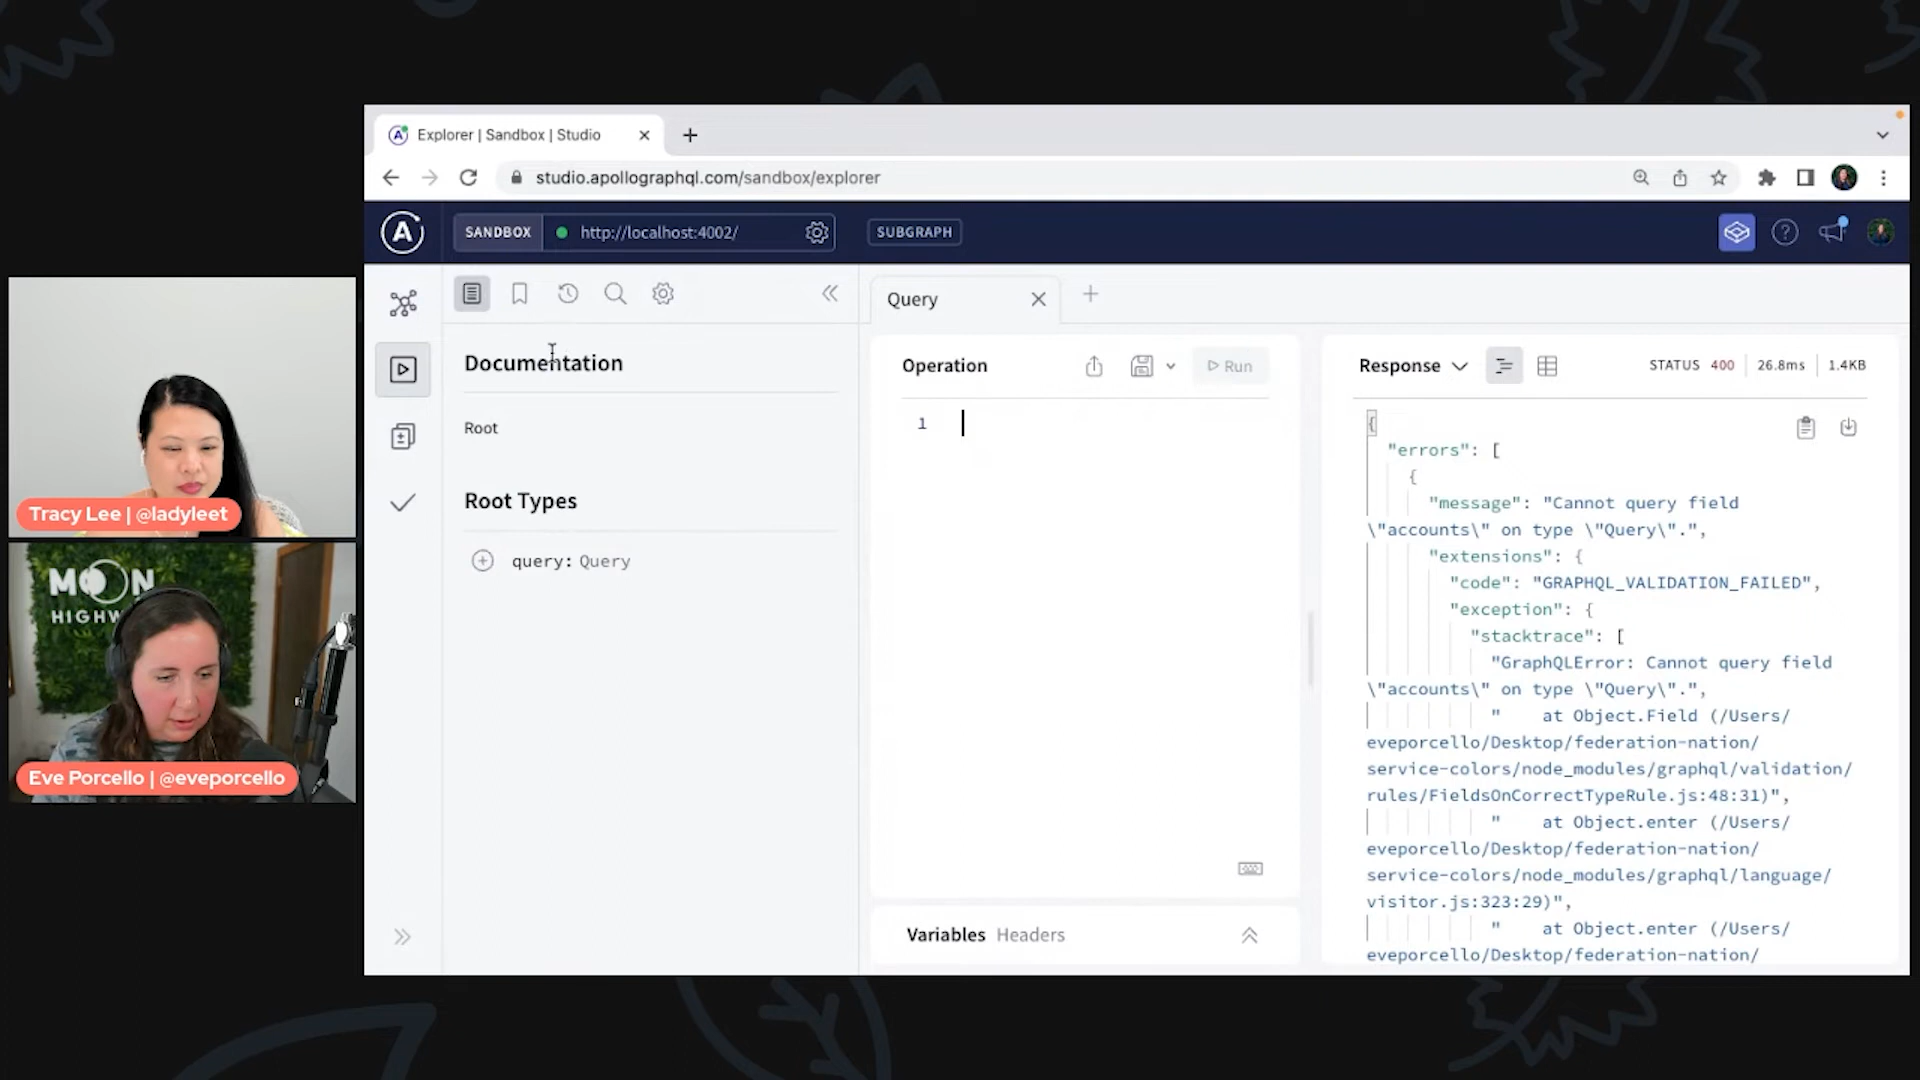 Explorer | Sandbox | Studio
studio.apollographql.com/sandbox/explorer
SANDBOX
http://localhost:4002/
SUBGRAPH
Documentation
Root
Root Types
query: Query
Query
Operation
Run
1
Variables Headers
Response
STATUS 400 26.8ms 1.4KB
{
"errors": [
{
"message": "Cannot query field
\"accounts\" on type \"Query\".",
"extensions": {
"code": "GRAPHQL_VALIDATION_FAILED",
"exception": {
"stacktrace": [
"GraphQLError: Cannot query field
\"accounts\" on type \"Query\".",
" at Object.Field (/Users/
eveporcello/Desktop/federation-nation/
service-colors/node_modules/graphql/validation/
rules/FieldsOnCorrectTypeRule.js:48:31)",
" at Object.enter (/Users/
eveporcello/Desktop/federation-nation/
service-colors/node_modules/graphql/language/
visitor.js:323:29)",
" at Object.enter (/Users/
eveporcello/Desktop/federation-nation/
Tracy Lee | @ladyleet
MOON
HIGHW
Eve Porcello | @eveporcello